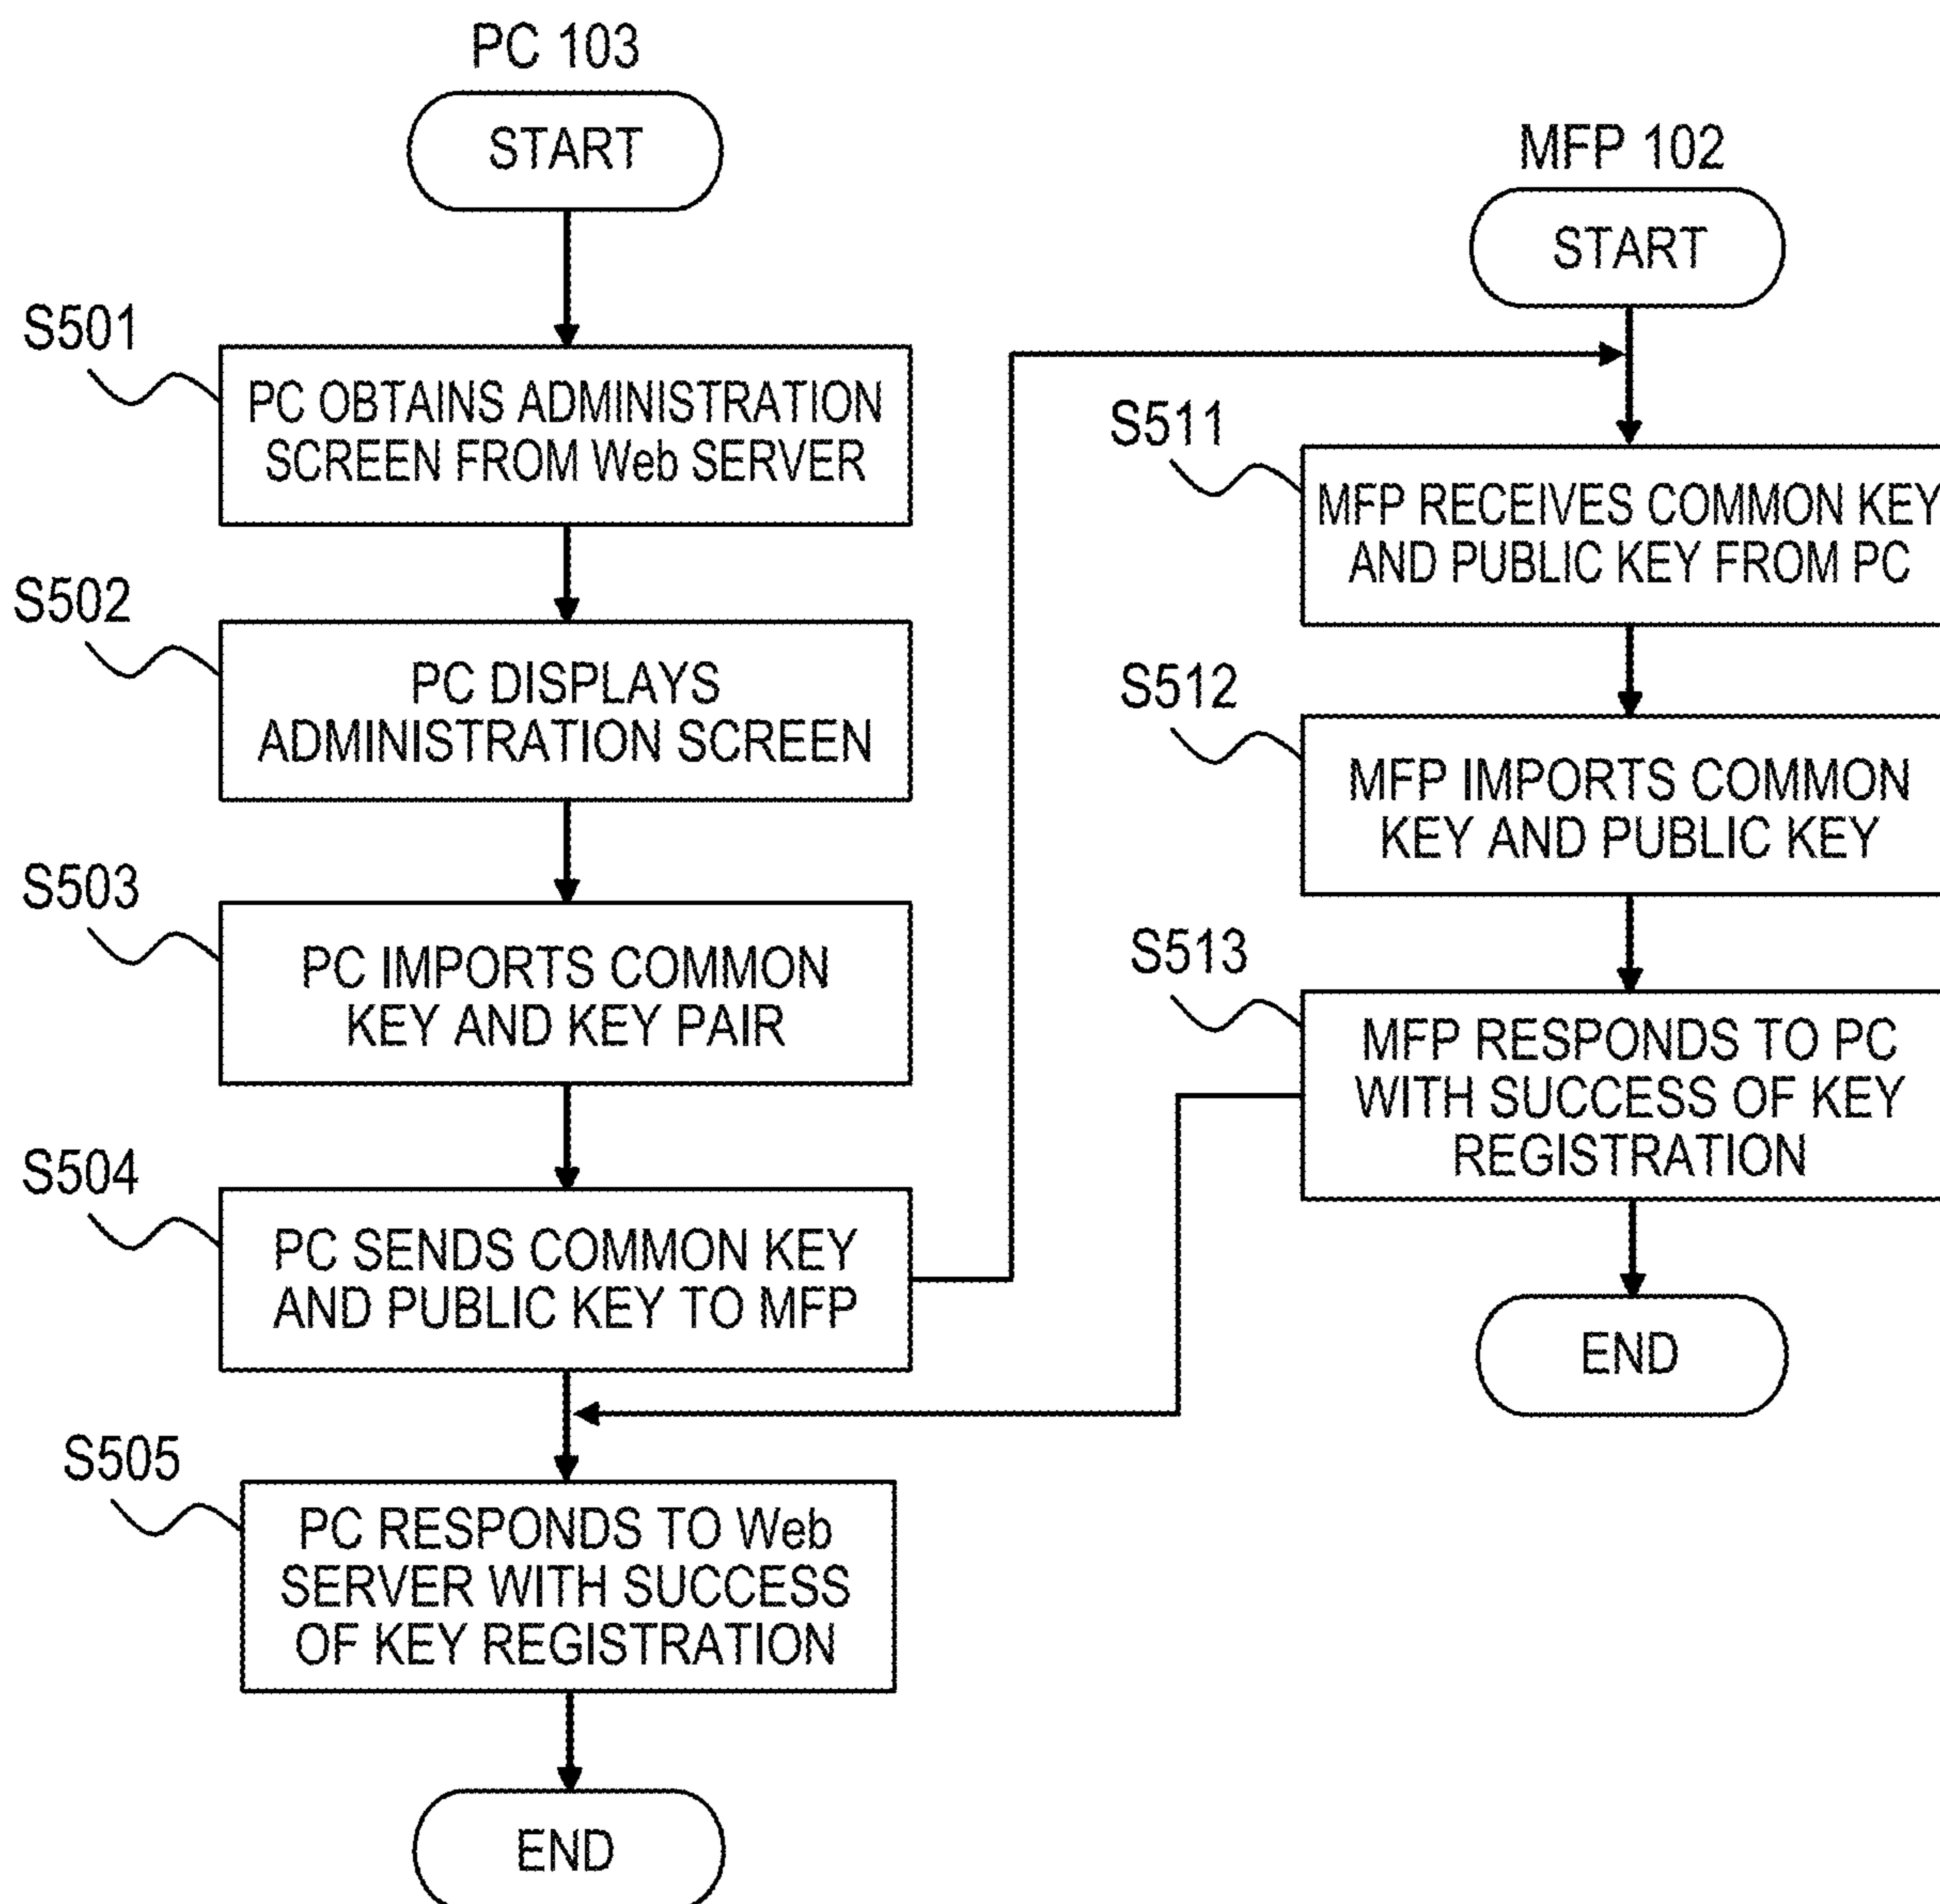 PC 103
START
S501
PC OBTAINS ADMINISTRATION
SCREEN FROM Web SERVER
S502
PC DISPLAYS
ADMINISTRATION SCREEN
S503
PC IMPORTS COMMON
KEY AND KEY PAIR
S504
PC SENDS COMMON KEY
AND PUBLIC KEY TO MFP
S505
PC RESPONDS TO Web
SERVER WITH SUCCESS
OF KEY REGISTRATION
END
MFP 102
START
S511
MFP RECEIVES COMMON KEY
AND PUBLIC KEY FROM PC
S512
MFP IMPORTS COMMON
KEY AND PUBLIC KEY
S513
MFP RESPONDS TO PC
WITH SUCCESS OF KEY
REGISTRATION
END